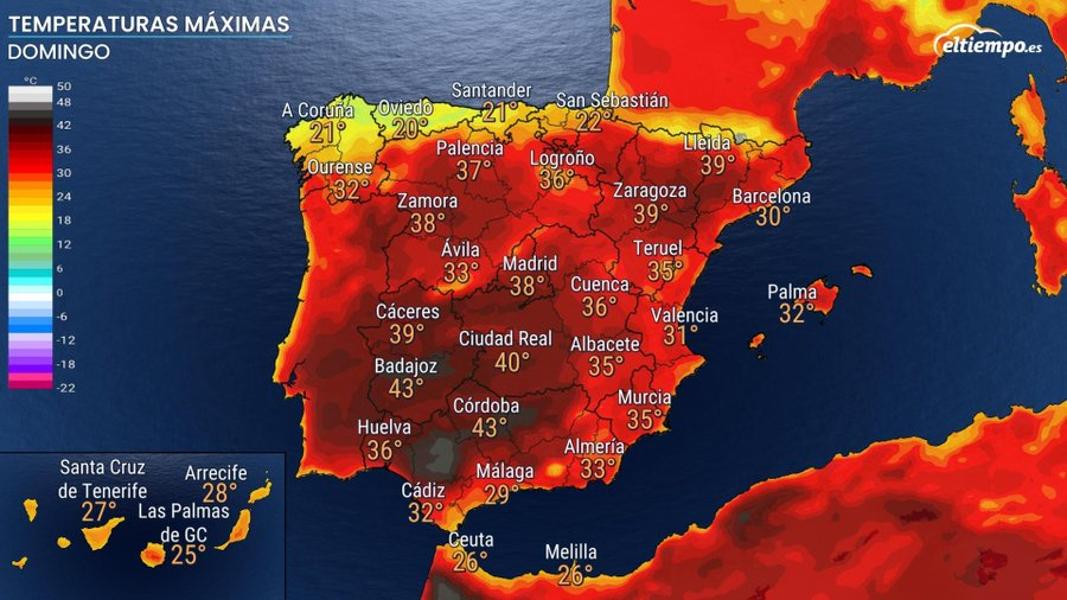 TEMPERATURAS MÁXIMAS
DOMINGO
eltiempo.es
°C
50
48
42
36
30
24
18
12
6
0
-6
-12
-18
-22
A Coruña
21°
Oviedo
20°
Santander
21°
San Sebastián
22°
Ourense
32°
Palencia
37°
Logroño
36°
Lleida
39°
Zamora
38°
Zaragoza
39°
Barcelona
30°
Ávila
33°
Madrid
38°
Teruel
35°
Cuenca
36°
Palma
32°
Cáceres
39°
Ciudad Real
40°
Albacete
35°
Valencia
31°
Badajoz
43°
Córdoba
43°
Murcia
35°
Huelva
36°
Almería
33°
Málaga
29°
Cádiz
32°
Ceuta
26°
Melilla
26°
Santa Cruz
de Tenerife
27°
Arrecife
28°
Las Palmas
de GC
25°